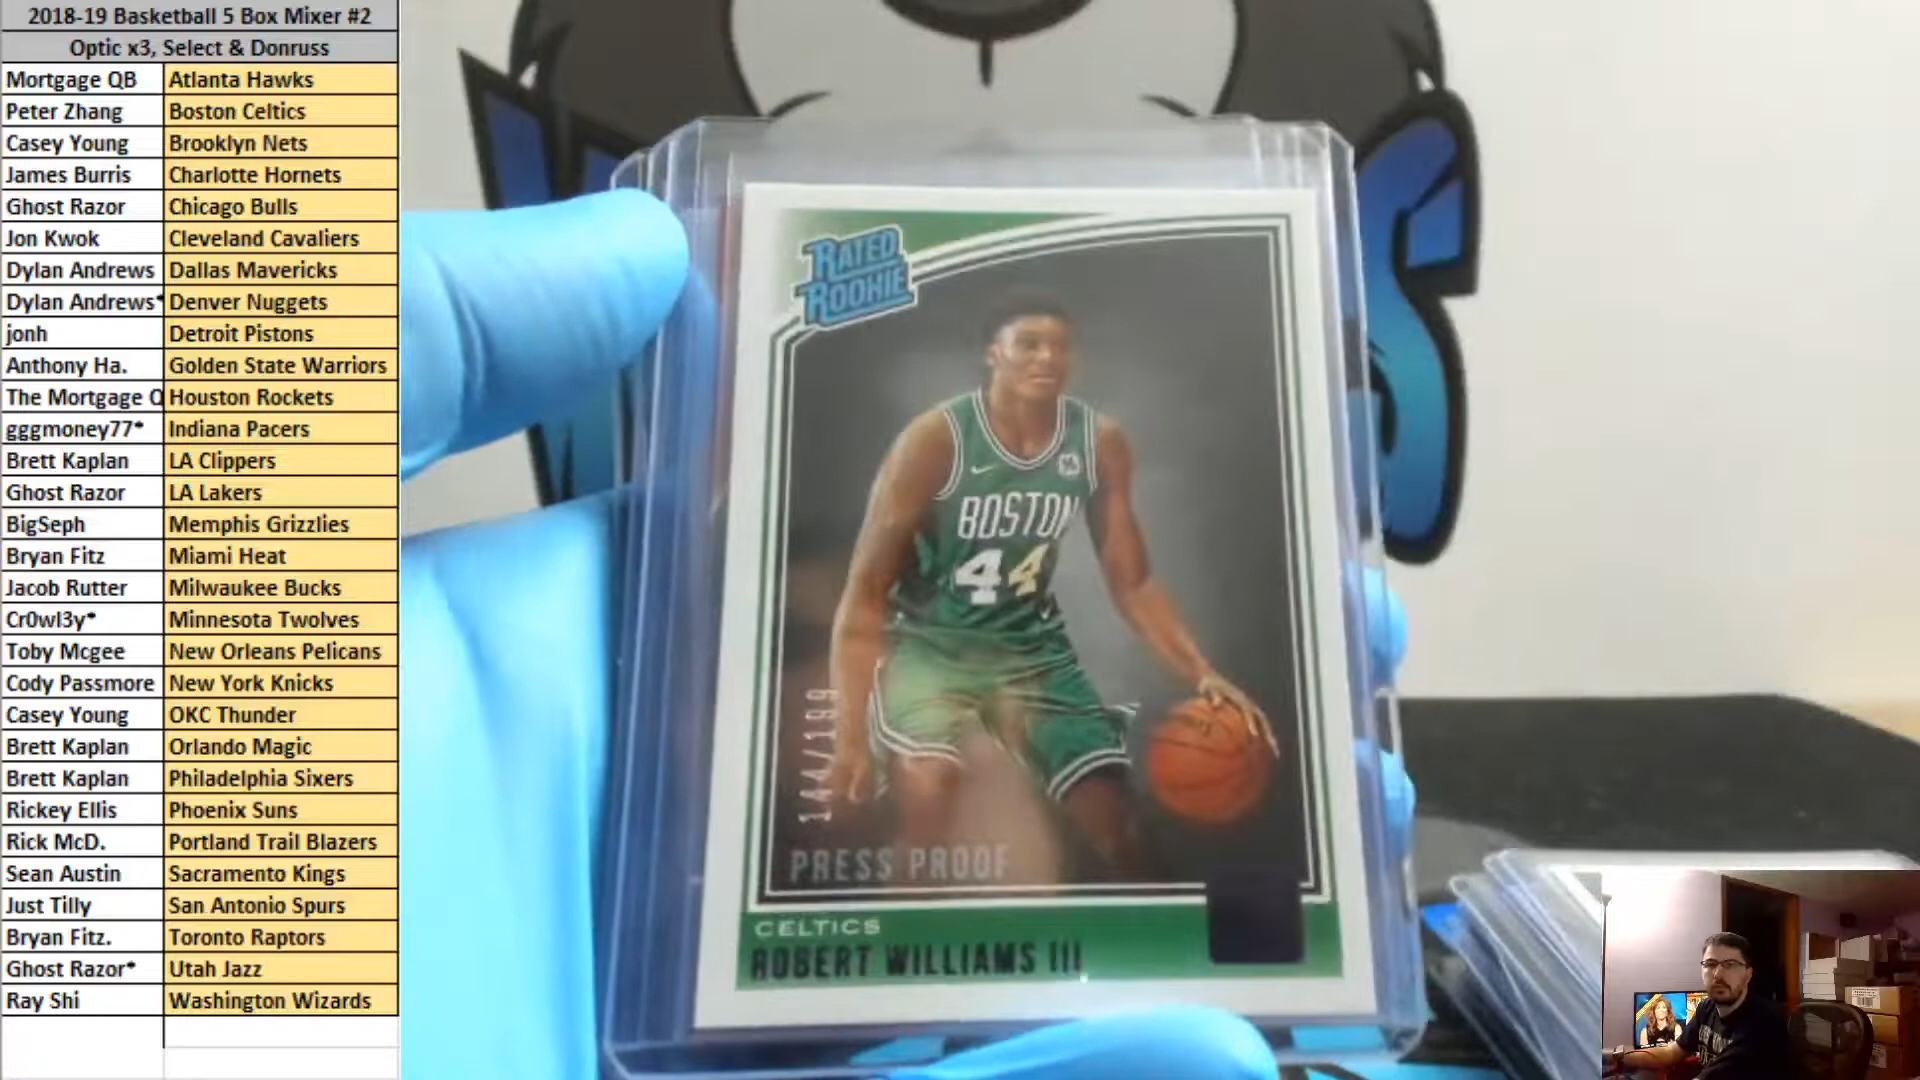 2018-19 Basketball 5 Box Mixer #2
Optic x3, Select & Donruss
Mortgage QB Atlanta Hawks
Peter Zhang Boston Celtics
Casey Young Brooklyn Nets
James Burris Charlotte Hornets
Ghost Razor Chicago Bulls
Jon Kwok Cleveland Cavaliers
Dylan Andrews Dallas Mavericks
Dylan Andrews* Denver Nuggets
jonh Detroit Pistons
Anthony Ha. Golden State Warriors
The Mortgage Q Houston Rockets
gggmoney77* Indiana Pacers
Brett Kaplan LA Clippers
Ghost Razor LA Lakers
BigSeph Memphis Grizzlies
Bryan Fitz Miami Heat
Jacob Rutter Milwaukee Bucks
Cr0wl3y* Minnesota Twolves
Toby Mcgee New Orleans Pelicans
Cody Passmore New York Knicks
Casey Young OKC Thunder
Brett Kaplan Orlando Magic
Brett Kaplan Philadelphia Sixers
Rickey Ellis Phoenix Suns
Rick McD. Portland Trail Blazers
Sean Austin Sacramento Kings
Just Tilly San Antonio Spurs
Bryan Fitz. Toronto Raptors
Ghost Razor* Utah Jazz
Ray Shi Washington Wizards
RATED
ROOKIE
BOSTON
44
144/199
PRESS PROOF
CELTICS
ROBERT WILLIAMS III